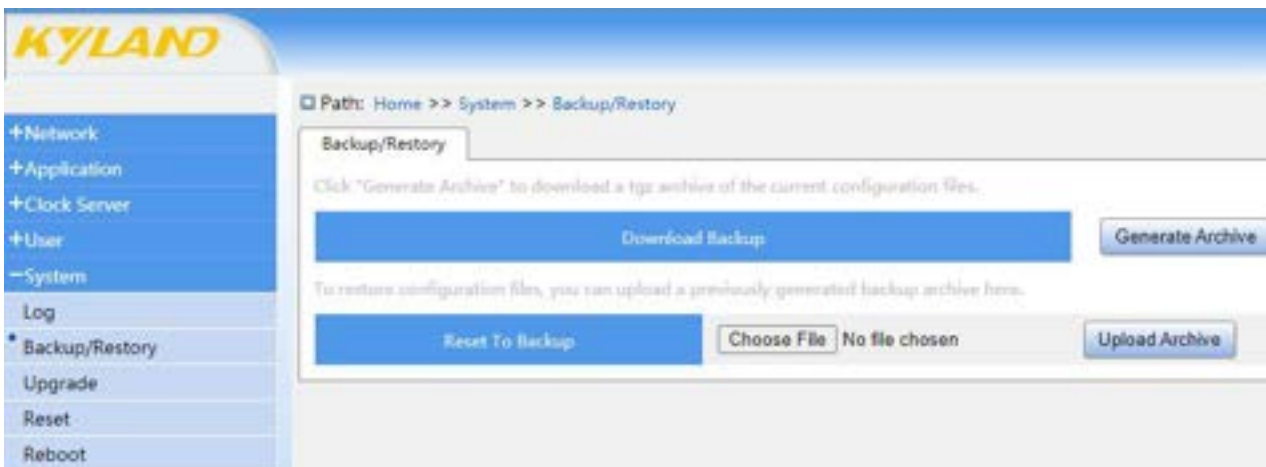 KYLAND
Path: Home >> System >> Backup/Restory
+Network
+Application
+Clock Server
+User
−System
Log
Backup/Restory
Upgrade
Reset
Reboot
Backup/Restory
Click "Generate Archive" to download a tgz archive of the current configuration files.
Download Backup Generate Archive
To restore configuration files, you can upload a previously generated backup archive here.
Reset To Backup Choose File No file chosen Upload Archive